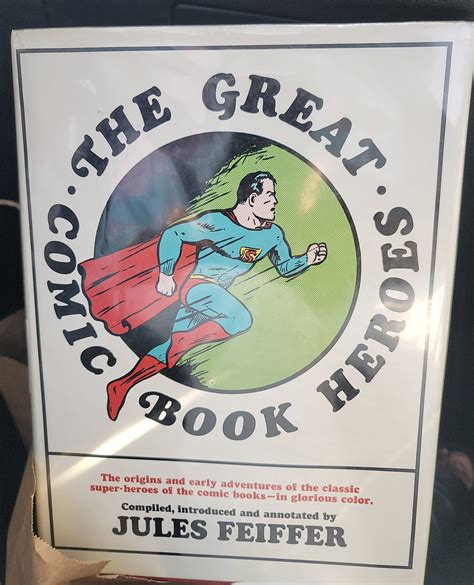 THE GREAT
COMIC BOOK HEROES
S
The origins and early adventures of the classic
super-heroes of the comic books—in glorious color.
Compiled, introduced and annotated by
JULES FEIFFER